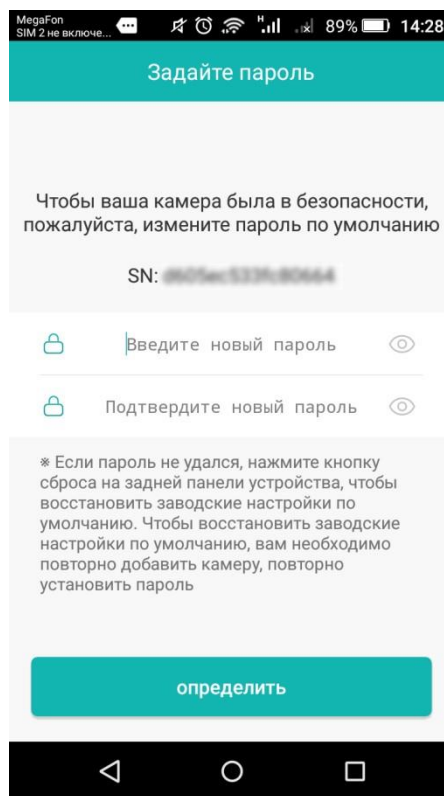 MegaFon
SIM 2 не включе...
H
89%
14:28
Задайте пароль
Чтобы ваша камера была в безопасности,
пожалуйста, измените пароль по умолчанию
SN:
Введите новый пароль
Подтвердите новый пароль
※ Если пароль не удался, нажмите кнопку
сброса на задней панели устройства, чтобы
восстановить заводские настройки по
умолчанию. Чтобы восстановить заводские
настройки по умолчанию, вам необходимо
повторно добавить камеру, повторно
установить пароль
определить